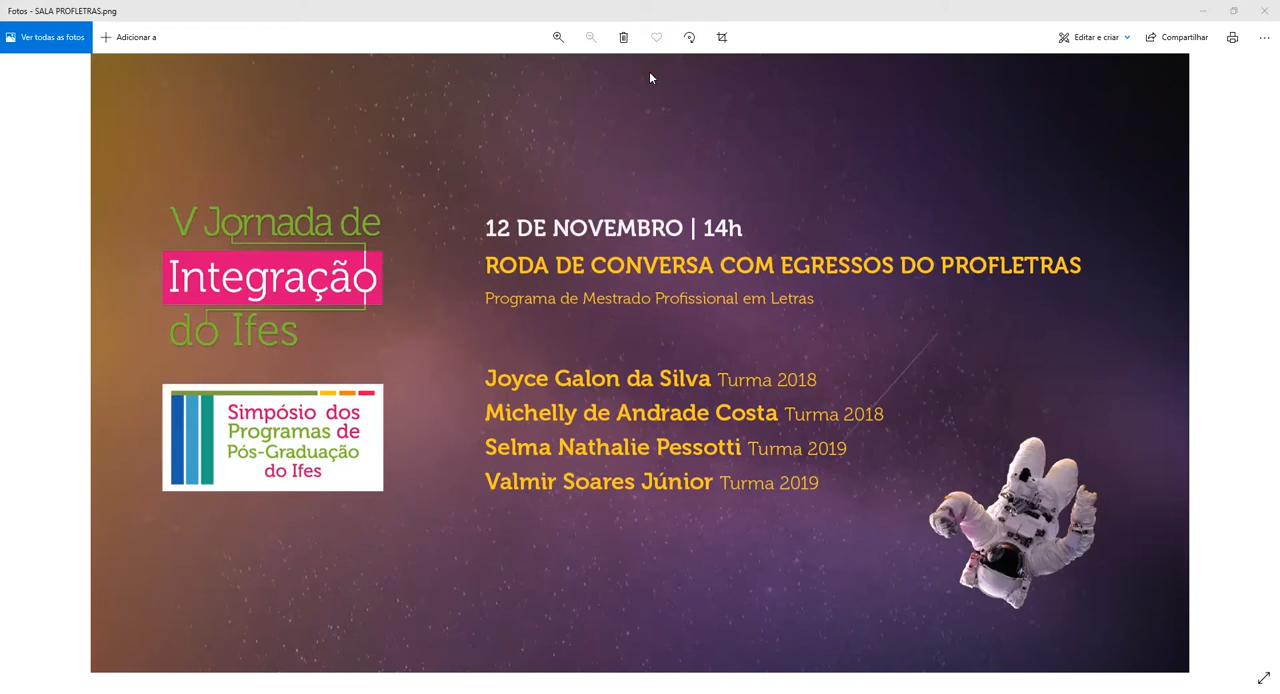 Fotos - SALA PROFLETRAS.png
Ver todas as fotos
Adicionar a
Editar e criar
Compartilhar
V Jornada de
Integração
do Ifes
12 DE NOVEMBRO | 14h
RODA DE CONVERSA COM EGRESSOS DO PROFLETRAS
Programa de Mestrado Profissional em Letras
Joyce Galon da Silva Turma 2018
Michelly de Andrade Costa Turma 2018
Selma Nathalie Pessotti Turma 2019
Valmir Soares Júnior Turma 2019
Simpósio dos
Programas de
Pós-Graduação
do Ifes